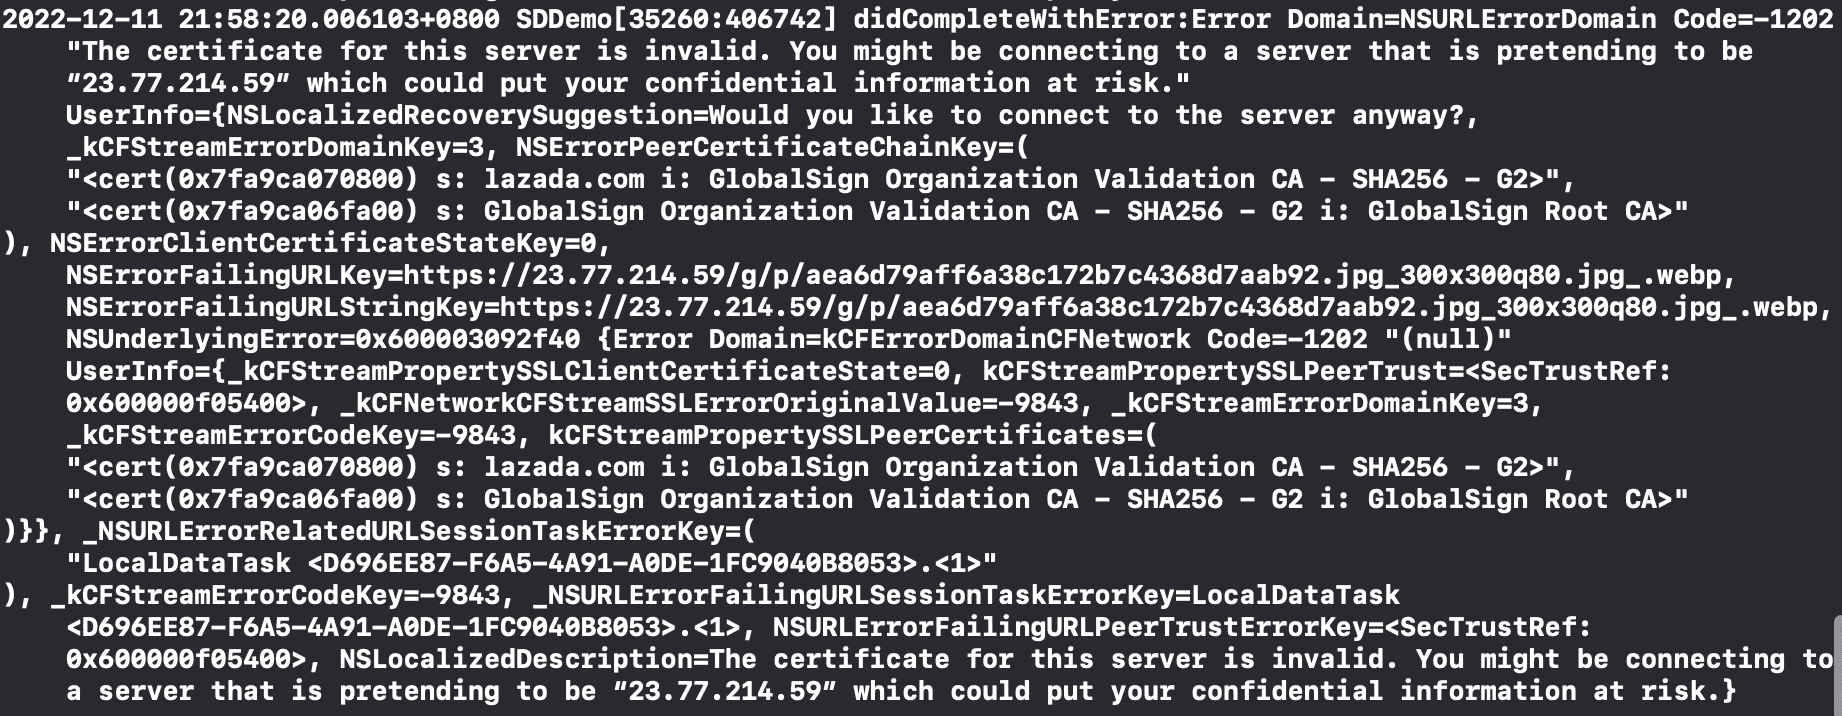 2022-12-11 21:58:20.006103+0800 SDDemo[35260:406742] didCompleteWithError:Error Domain=NSURLErrorDomain Code=-1202
"The certificate for this server is invalid. You might be connecting to a server that is pretending to be
“23.77.214.59” which could put your confidential information at risk."
UserInfo={NSLocalizedRecoverySuggestion=Would you like to connect to the server anyway?,
_kCFStreamErrorDomainKey=3, NSErrorPeerCertificateChainKey=(
"<cert(0x7fa9ca070800) s: lazada.com i: GlobalSign Organization Validation CA - SHA256 - G2>",
"<cert(0x7fa9ca06fa00) s: GlobalSign Organization Validation CA - SHA256 - G2 i: GlobalSign Root CA>"
), NSErrorClientCertificateStateKey=0,
NSErrorFailingURLKey=https://23.77.214.59/g/p/aea6d79aff6a38c172b7c4368d7aab92.jpg_300x300q80.jpg_.webp,
NSErrorFailingURLStringKey=https://23.77.214.59/g/p/aea6d79aff6a38c172b7c4368d7aab92.jpg_300x300q80.jpg_.webp,
NSUnderlyingError=0x600003092f40 {Error Domain=kCFErrorDomainCFNetwork Code=-1202 "(null)"
UserInfo={_kCFStreamPropertySSLClientCertificateState=0, kCFStreamPropertySSLPeerTrust=<SecTrustRef:
0x600000f05400>, _kCFNetworkCFStreamSSLErrorOriginalValue=-9843, _kCFStreamErrorDomainKey=3,
_kCFStreamErrorCodeKey=-9843, kCFStreamPropertySSLPeerCertificates=(
"<cert(0x7fa9ca070800) s: lazada.com i: GlobalSign Organization Validation CA - SHA256 - G2>",
"<cert(0x7fa9ca06fa00) s: GlobalSign Organization Validation CA - SHA256 - G2 i: GlobalSign Root CA>"
)}}, _NSURLErrorRelatedURLSessionTaskErrorKey=(
"LocalDataTask <D696EE87-F6A5-4A91-A0DE-1FC9040B8053>.<1>"
), _kCFStreamErrorCodeKey=-9843, _NSURLErrorFailingURLSessionTaskErrorKey=LocalDataTask
<D696EE87-F6A5-4A91-A0DE-1FC9040B8053>.<1>, NSURLErrorFailingURLPeerTrustErrorKey=<SecTrustRef:
0x600000f05400>, NSLocalizedDescription=The certificate for this server is invalid. You might be connecting to
a server that is pretending to be “23.77.214.59” which could put your confidential information at risk.}